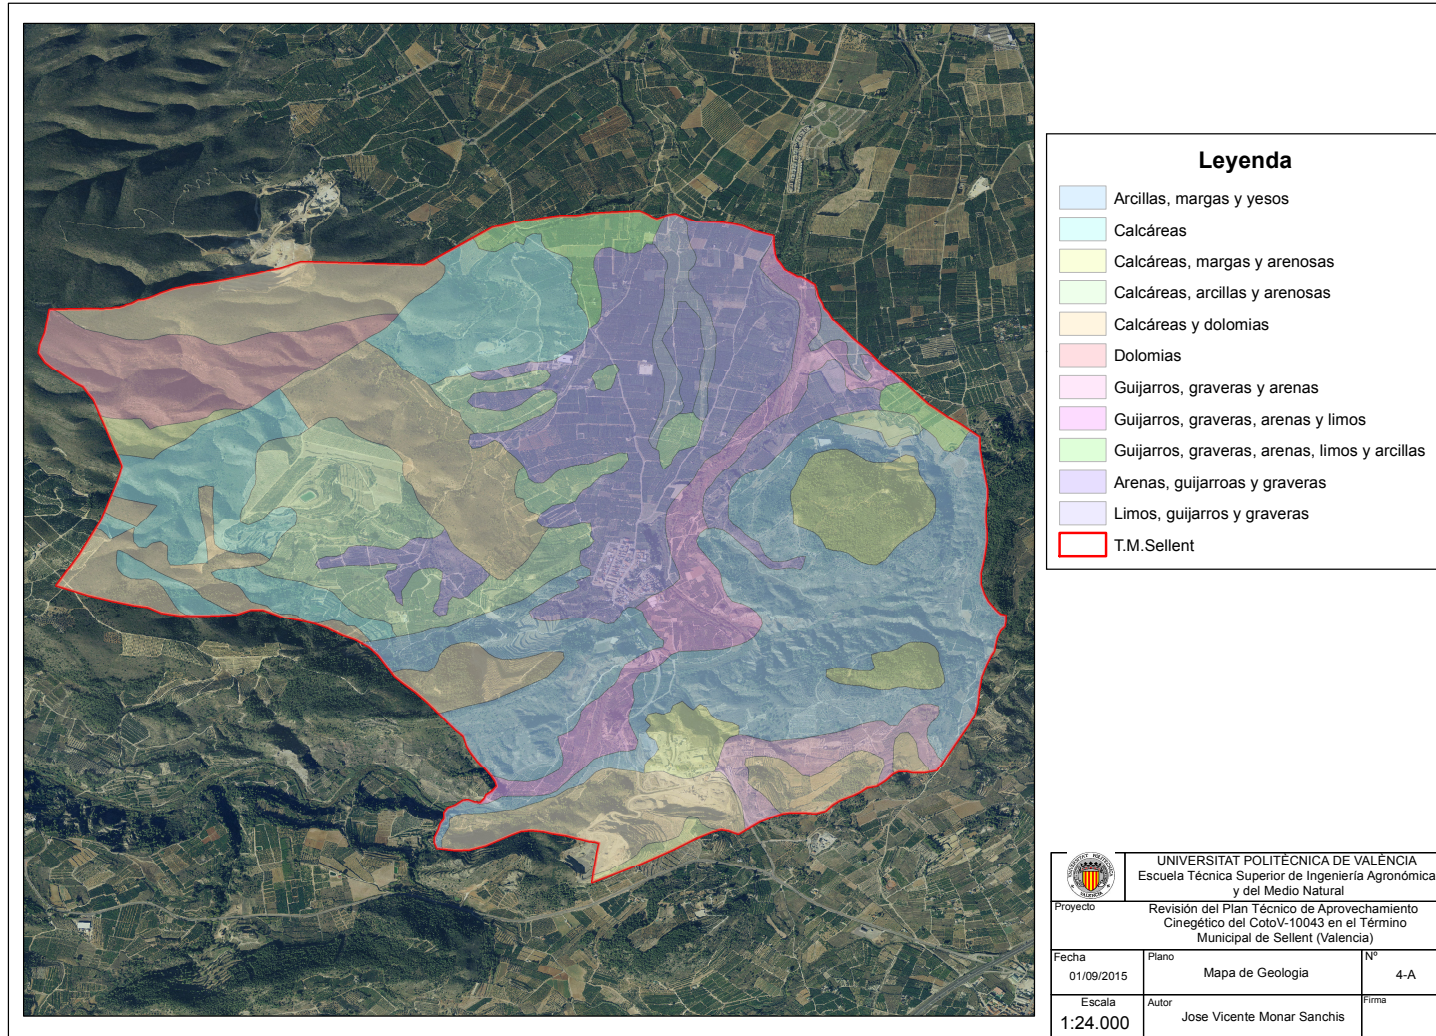 Leyenda
Arcillas, margas y yesos
Calcáreas
Calcáreas, margas y arenosas
Calcáreas, arcillas y arenosas
Calcáreas y dolomias
Dolomias
Guijarros, graveras y arenas
Guijarros, graveras, arenas y limos
Guijarros, graveras, arenas, limos y arcillas
Arenas, guijarroas y graveras
Limos, guijarros y graveras
T.M.Sellent
UNIVERSITAT POLITÈCNICA DE VALÈNCIA
Escuela Técnica Superior de Ingeniería Agronómica
y del Medio Natural
Proyecto
Revisión del Plan Técnico de Aprovechamiento
Cinegético del CotoV-10043 en el Término
Municipal de Sellent (Valencia)
Fecha
01/09/2015
Plano
Mapa de Geologia
Nº
4-A
Escala
1:24.000
Autor
Jose Vicente Monar Sanchis
Firma